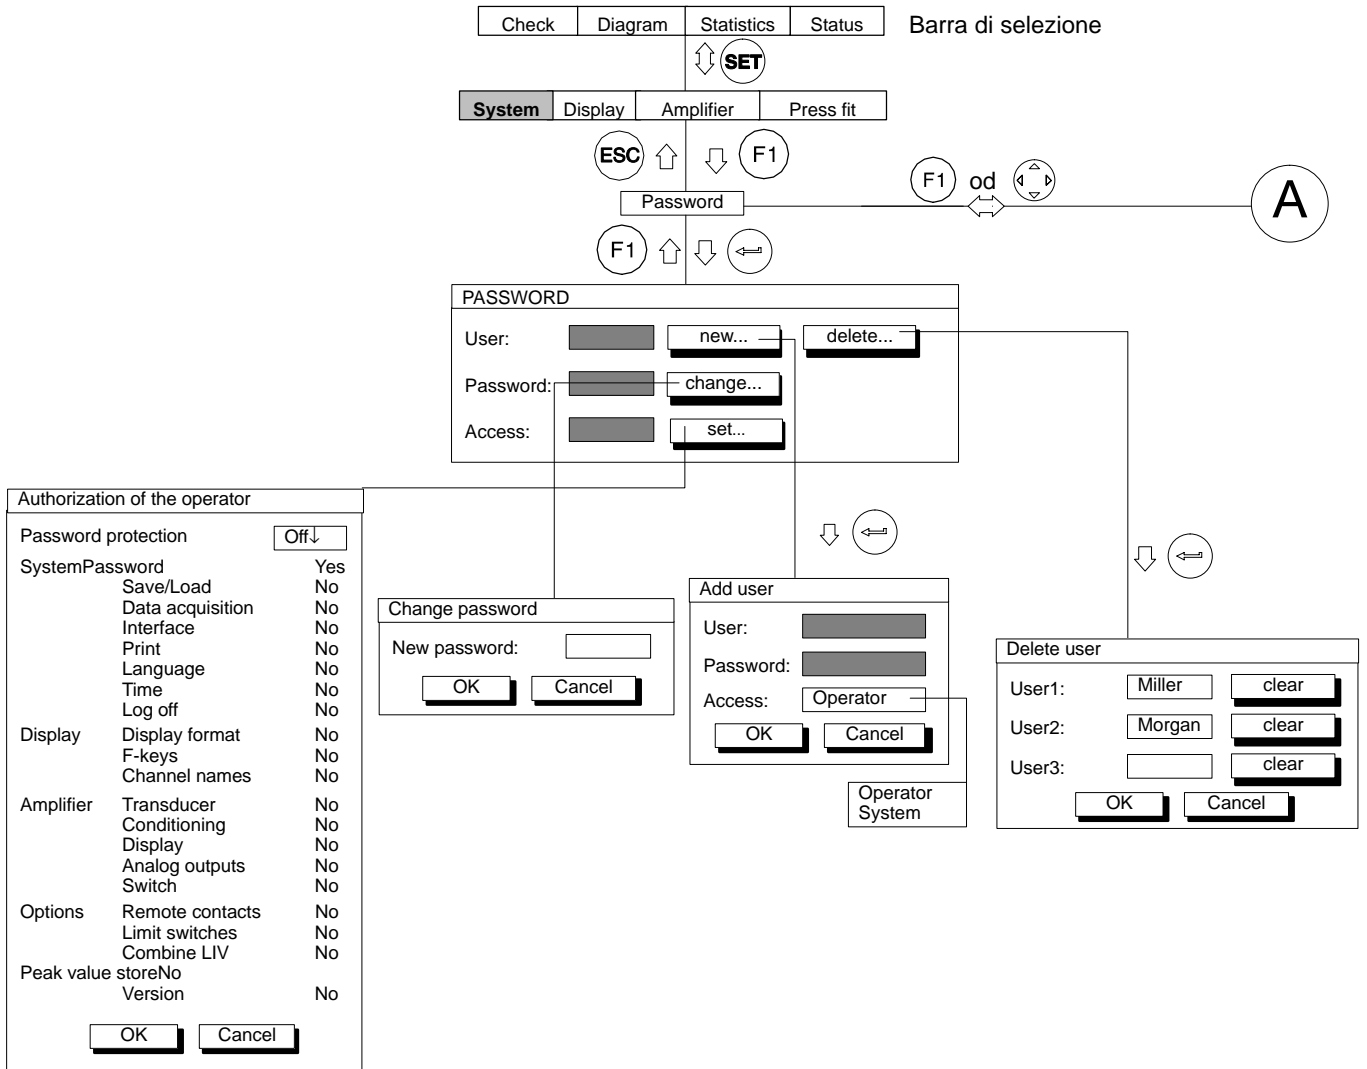 Check Diagram Statistics Status Barra di selezione
SET
System Display Amplifier Press fit
ESC F1
F1 od
A
Password
F1
PASSWORD
User: new... delete...
Password: change...
Access: set...
Authorization of the operator
Password protection Off↓
SystemPassword Yes
Save/Load No
Data acquisition No
Interface No
Print No
Language No
Time No
Log off No
Display Display format No
F-keys No
Channel names No
Amplifier Transducer No
Conditioning No
Display No
Analog outputs No
Switch No
Options Remote contacts No
Limit switches No
Combine LIV No
Peak value storeNo
Version No
OK Cancel
Change password
New password:
OK Cancel
Add user
User:
Password:
Access: Operator
OK Cancel
Operator
System
Delete user
User1: Miller clear
User2: Morgan clear
User3: clear
OK Cancel